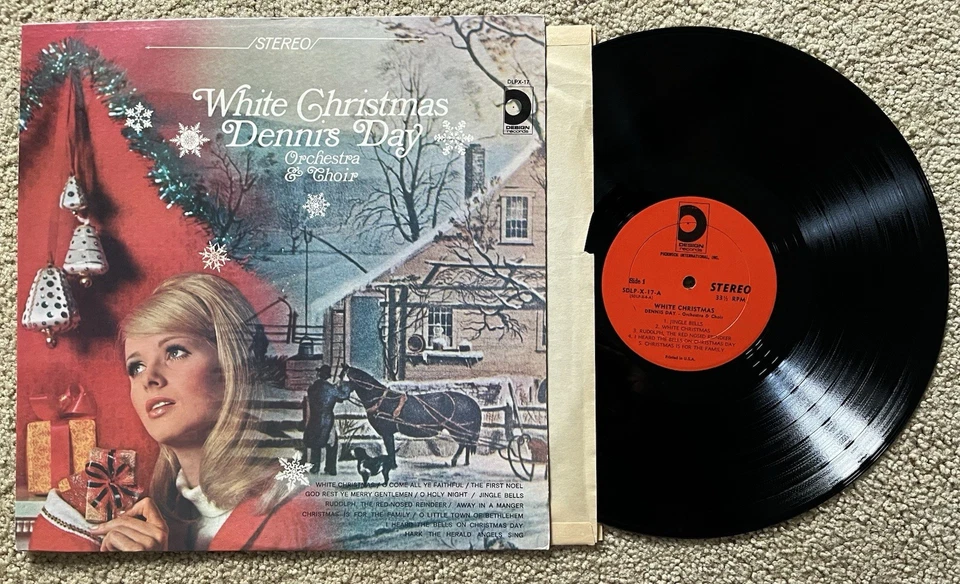 STEREO
DLPX-17
DESIGN
records
White Christmas
Dennis Day
Orchestra
& Choir
WHITE CHRISTMAS / O COME ALL YE FAITHFUL / THE FIRST NOEL
GOD REST YE MERRY GENTLEMEN / O HOLY NIGHT / JINGLE BELLS
RUDOLPH, THE RED-NOSED REINDEER / AWAY IN A MANGER
CHRISTMAS IS FOR THE FAMILY / O LITTLE TOWN OF BETHLEHEM
I HEARD THE BELLS ON CHRISTMAS DAY
HARK THE HERALD ANGELS SING
DESIGN
records
PICKWICK INTERNATIONAL, INC.
Side 1
SDLP-X-17-A
STEREO
33⅓ RPM
WHITE CHRISTMAS
DENNIS DAY - Orchestra & Choir
1. JINGLE BELLS
2. WHITE CHRISTMAS
3. RUDOLPH, THE RED NOSED REINDEER
4. I HEARD THE BELLS ON CHRISTMAS DAY
5. CHRISTMAS IS FOR THE FAMILY
Printed in U.S.A.